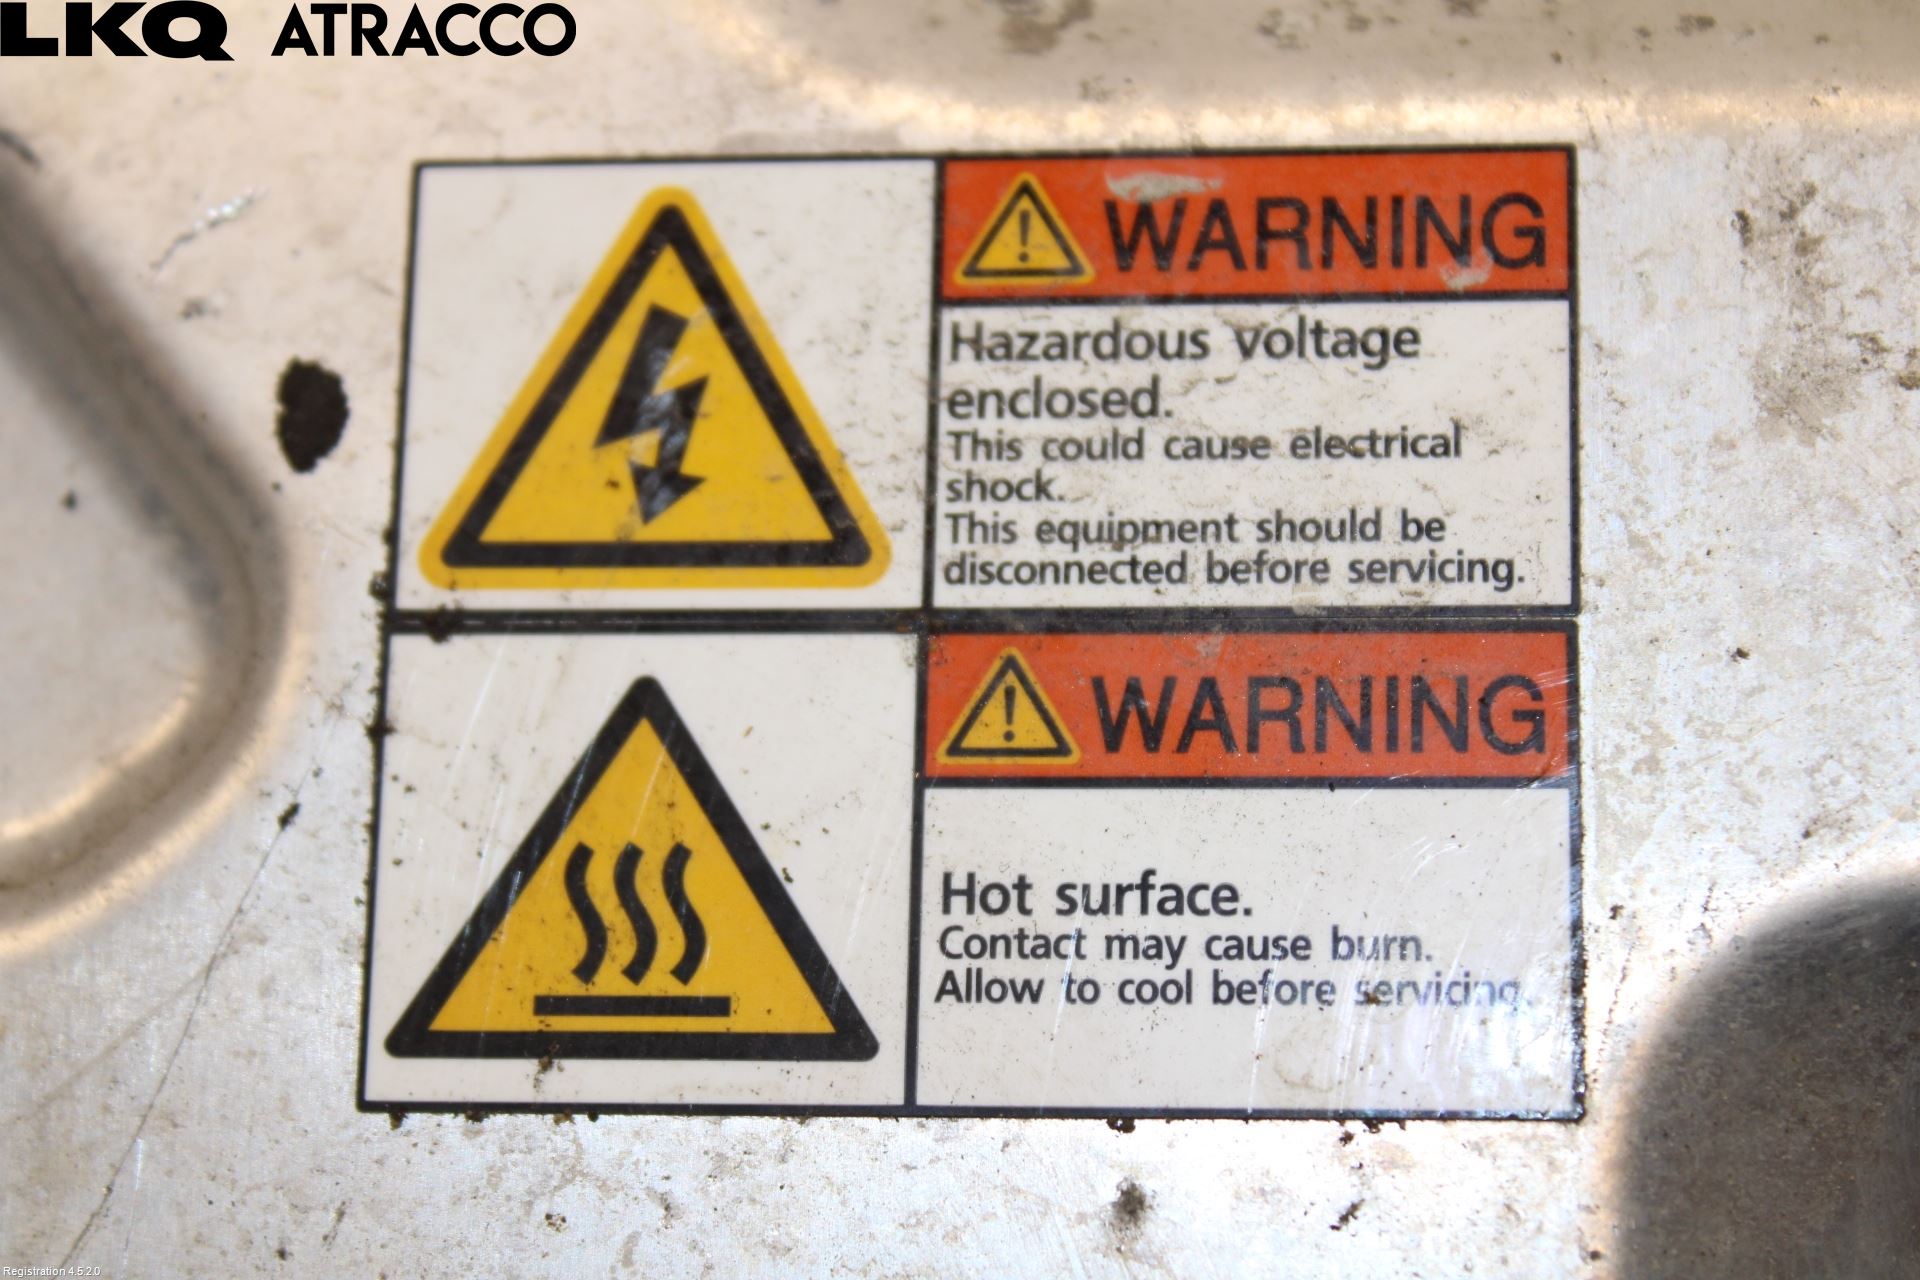 LKQ ATRACCO
WARNING
Hazardous voltage
enclosed.
This could cause electrical
shock.
This equipment should be
disconnected before servicing.
WARNING
Hot surface.
Contact may cause burn.
Allow to cool before servicing.
Registration 4.5.2.0